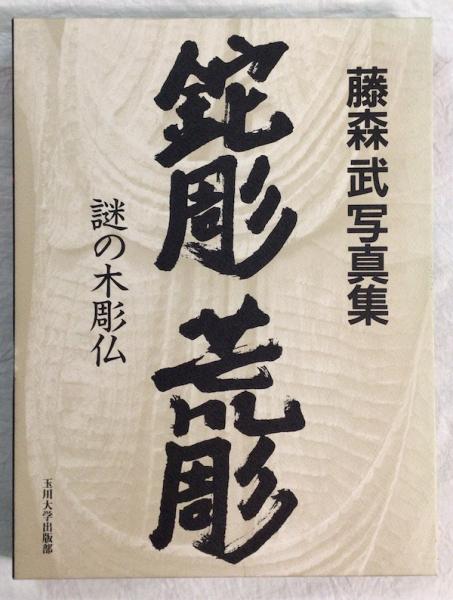 藤森武写真集
鉈彫 荒彫
謎の木彫仏
玉川大学出版部